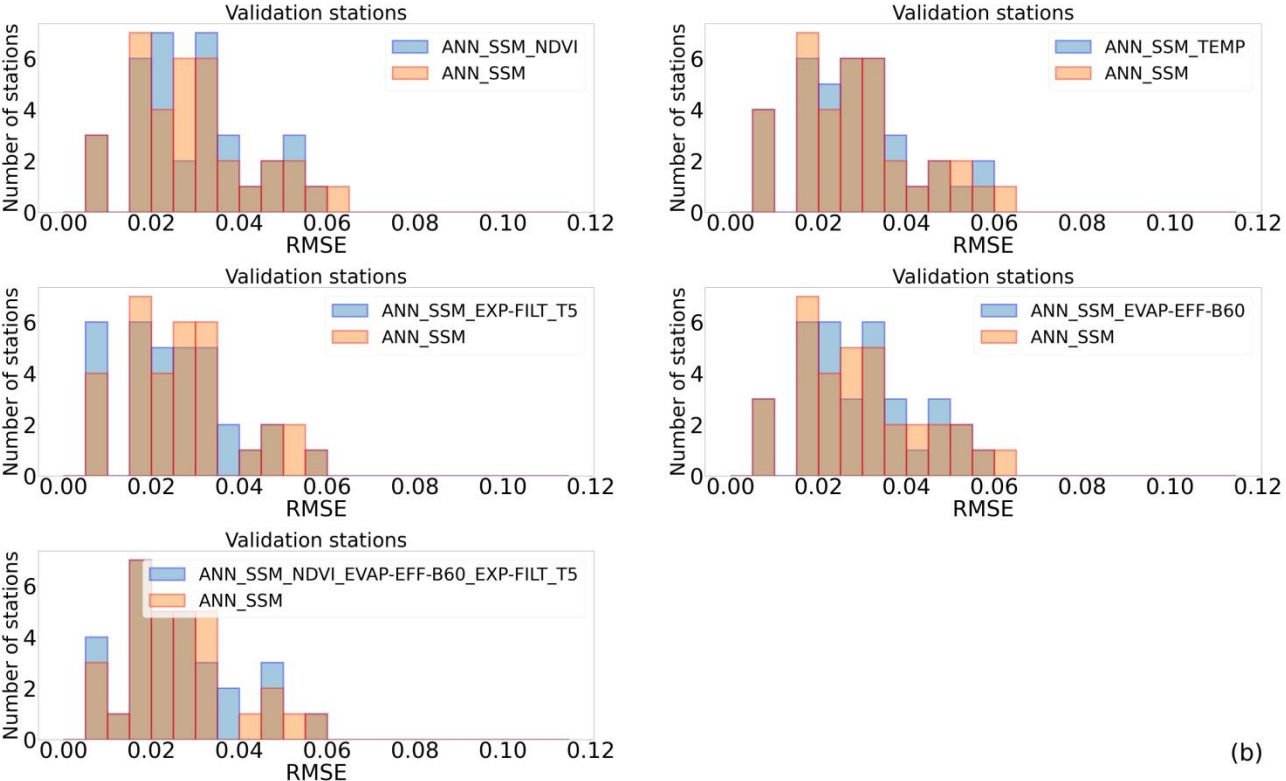 Validation stations
Number of stations
6
4
2
0
ANN_SSM_NDVI
ANN_SSM
0.00 0.02 0.04 0.06 0.08 0.10 0.12
RMSE
Validation stations
Number of stations
6
4
2
0
ANN_SSM_TEMP
ANN_SSM
0.00 0.02 0.04 0.06 0.08 0.10 0.12
RMSE
Validation stations
Number of stations
6
4
2
0
ANN_SSM_EXP-FILT_T5
ANN_SSM
0.00 0.02 0.04 0.06 0.08 0.10 0.12
RMSE
Validation stations
Number of stations
6
4
2
0
ANN_SSM_EVAP-EFF-B60
ANN_SSM
0.00 0.02 0.04 0.06 0.08 0.10 0.12
RMSE
Validation stations
Number of stations
6
4
2
0
ANN_SSM_NDVI_EVAP-EFF-B60_EXP-FILT_T5
ANN_SSM
0.00 0.02 0.04 0.06 0.08 0.10 0.12
RMSE
(b)